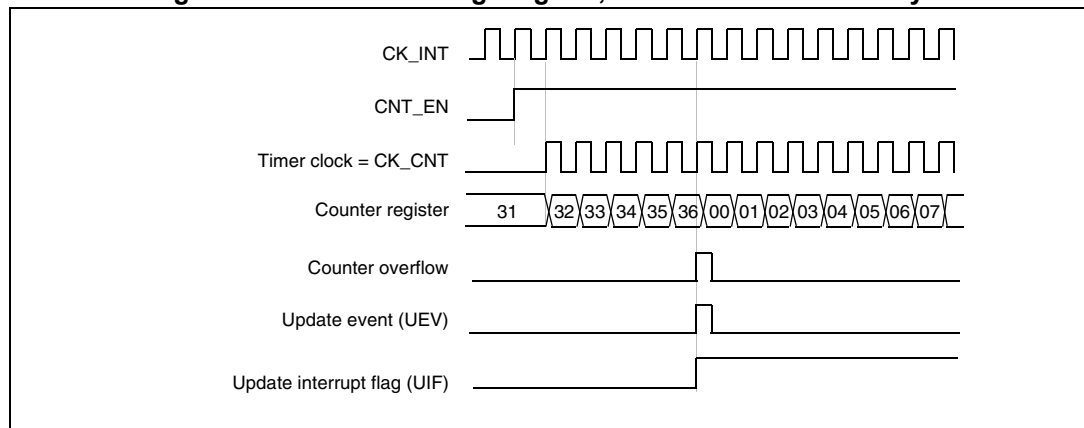 CK_INT
CNT_EN
Timer clock = CK_CNT
Counter register 31 32 33 34 35 36 00 01 02 03 04 05 06 07
Counter overflow
Update event (UEV)
Update interrupt flag (UIF)